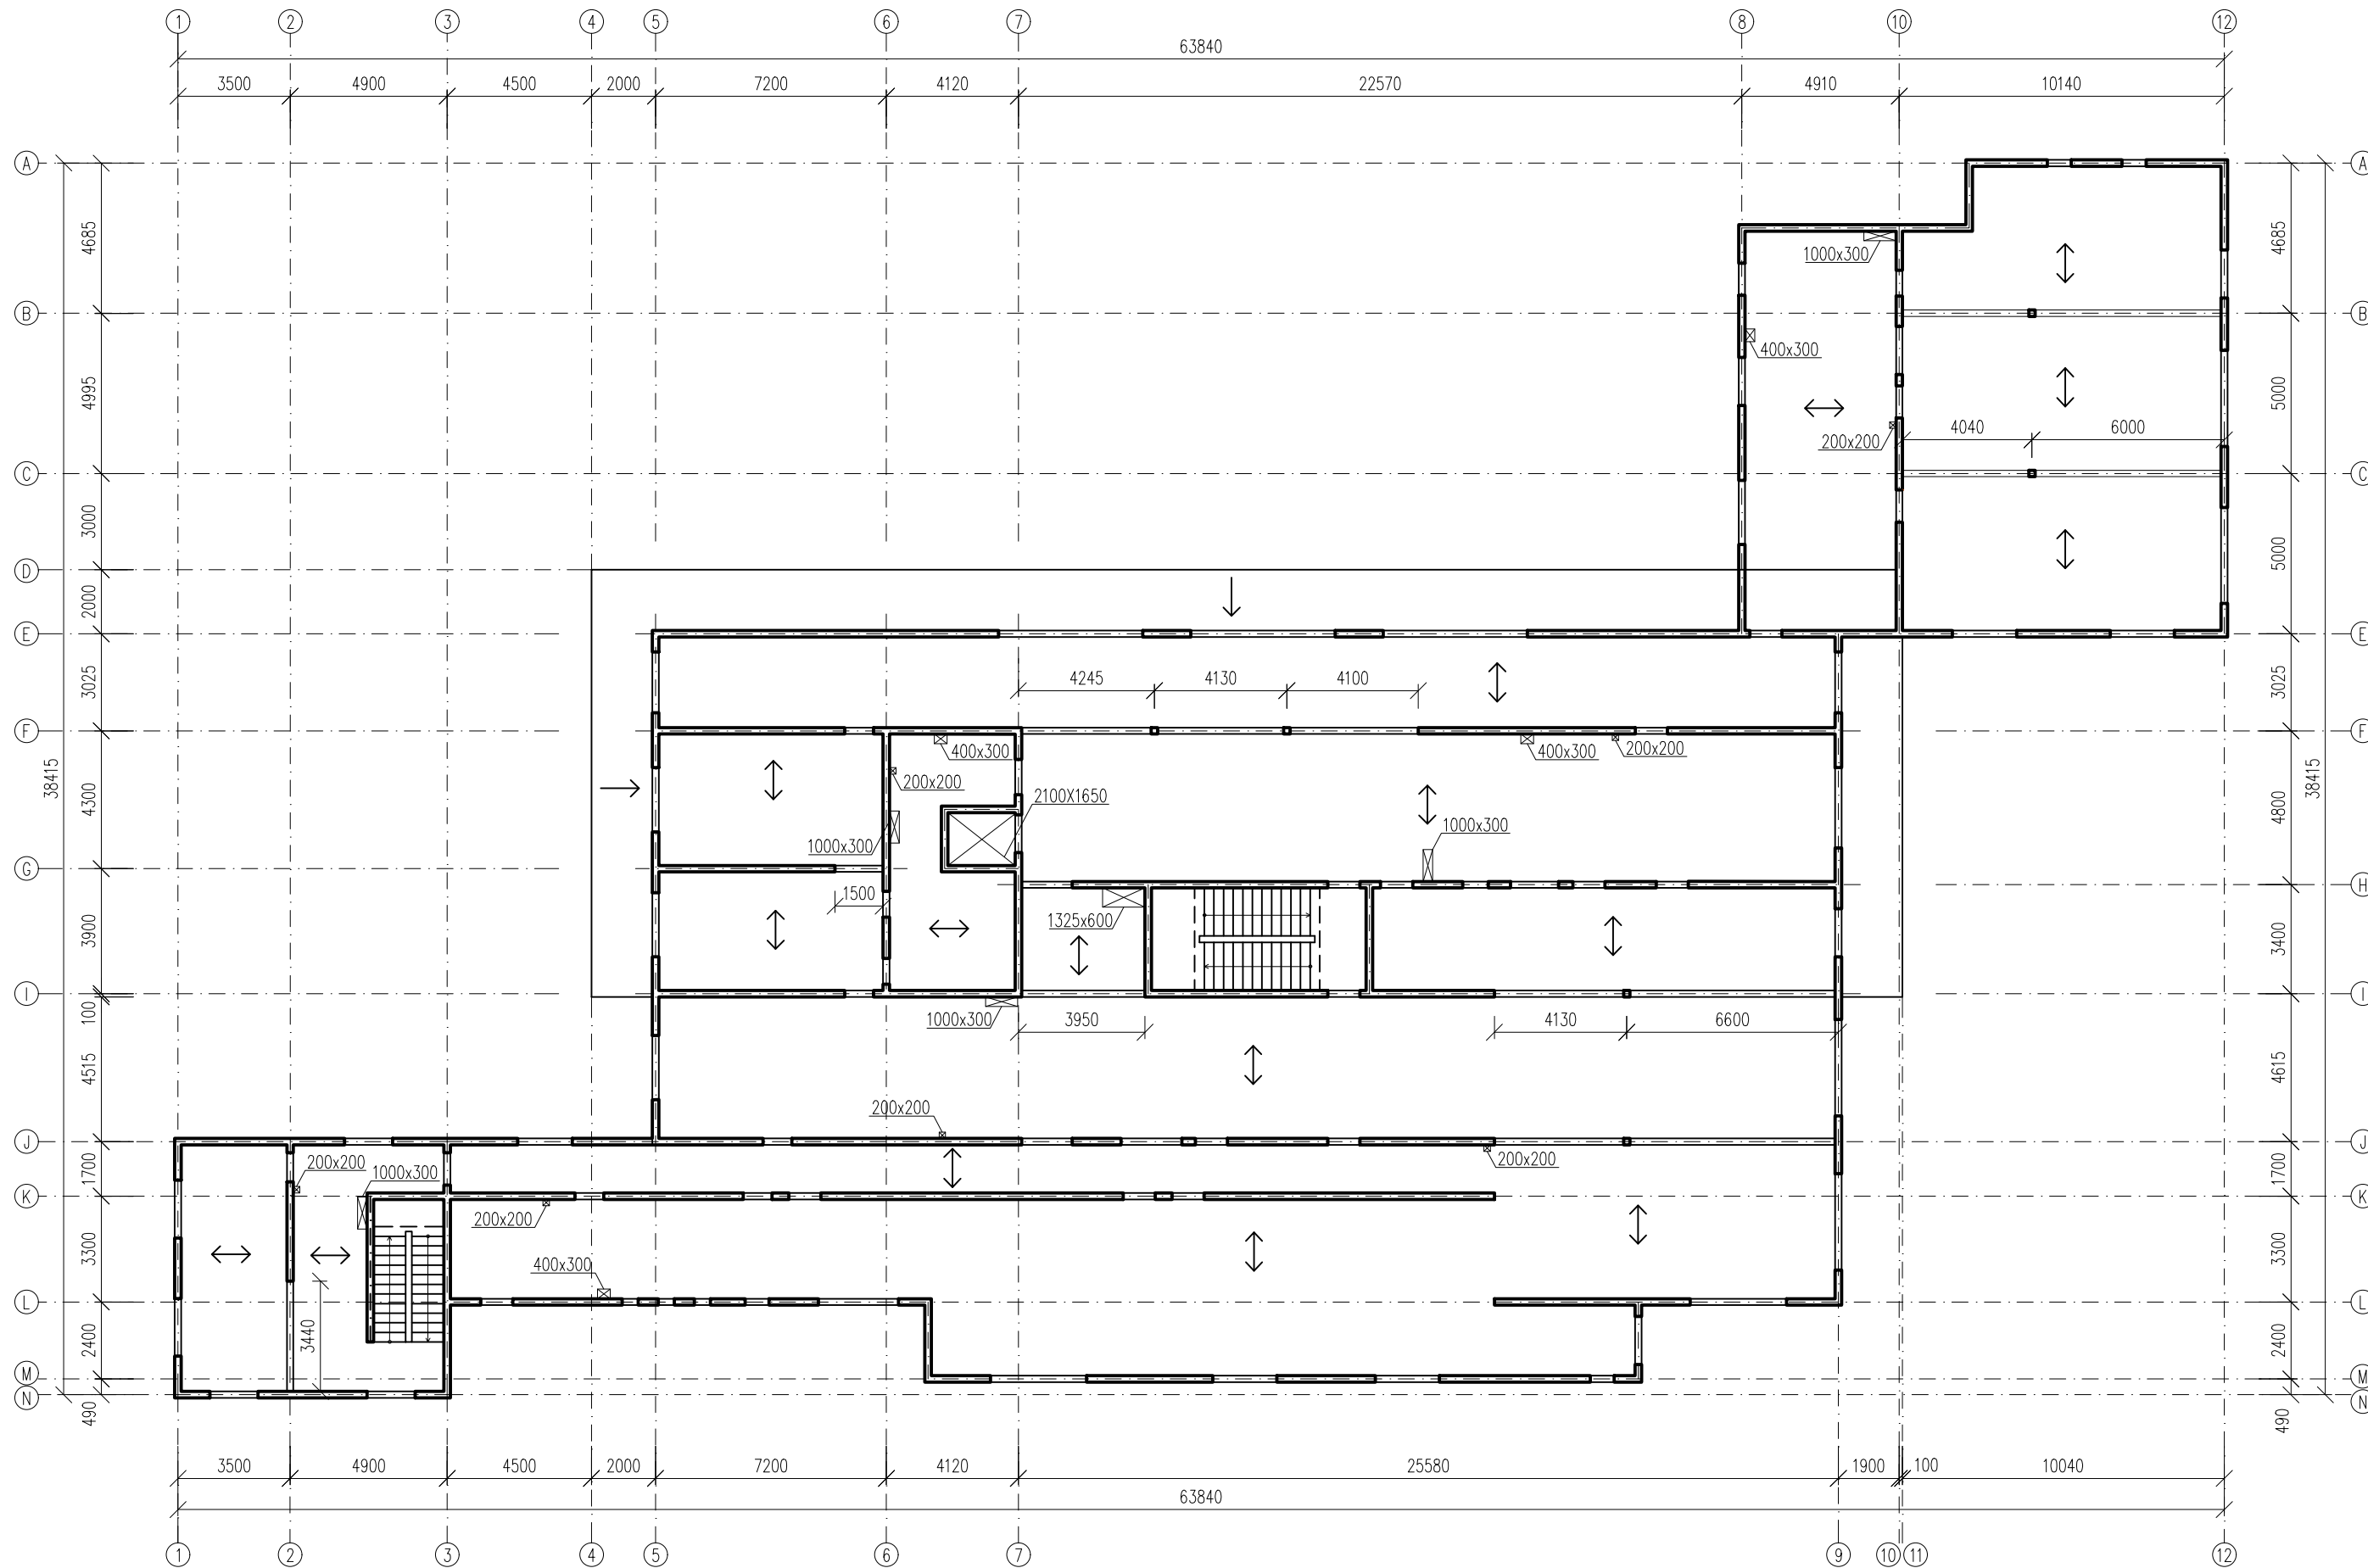 1 2 3 4 5 6 7 8 10 12
63840
3500 4900 4500 2000 7200 4120 22570 4910 10140
A A
4685 4685
1000x300
B B
400x300
4995 5000
4040 6000
200x200
C C
3000 5000
D
2000
E E
3025 3025
4245 4130 4100
F F
400x300 400x300 200x200
38415 38415
200x200
4300 4800
2100X1650
1000x300 1000x300
G
H
1500
1325x600
3900 3400
I I
100
1000x300 3950 4130 6600
4515 4615
200x200
J J
200x200 1000x300 200x200
1700 1700
K K
200x200
3300 3300
400x300
L L
3440
2400 2400
M M
N N
490 490
3500 4900 4500 2000 7200 4120 25580 1900 100 10040
63840
1 2 3 4 5 6 7 9 10 11 12